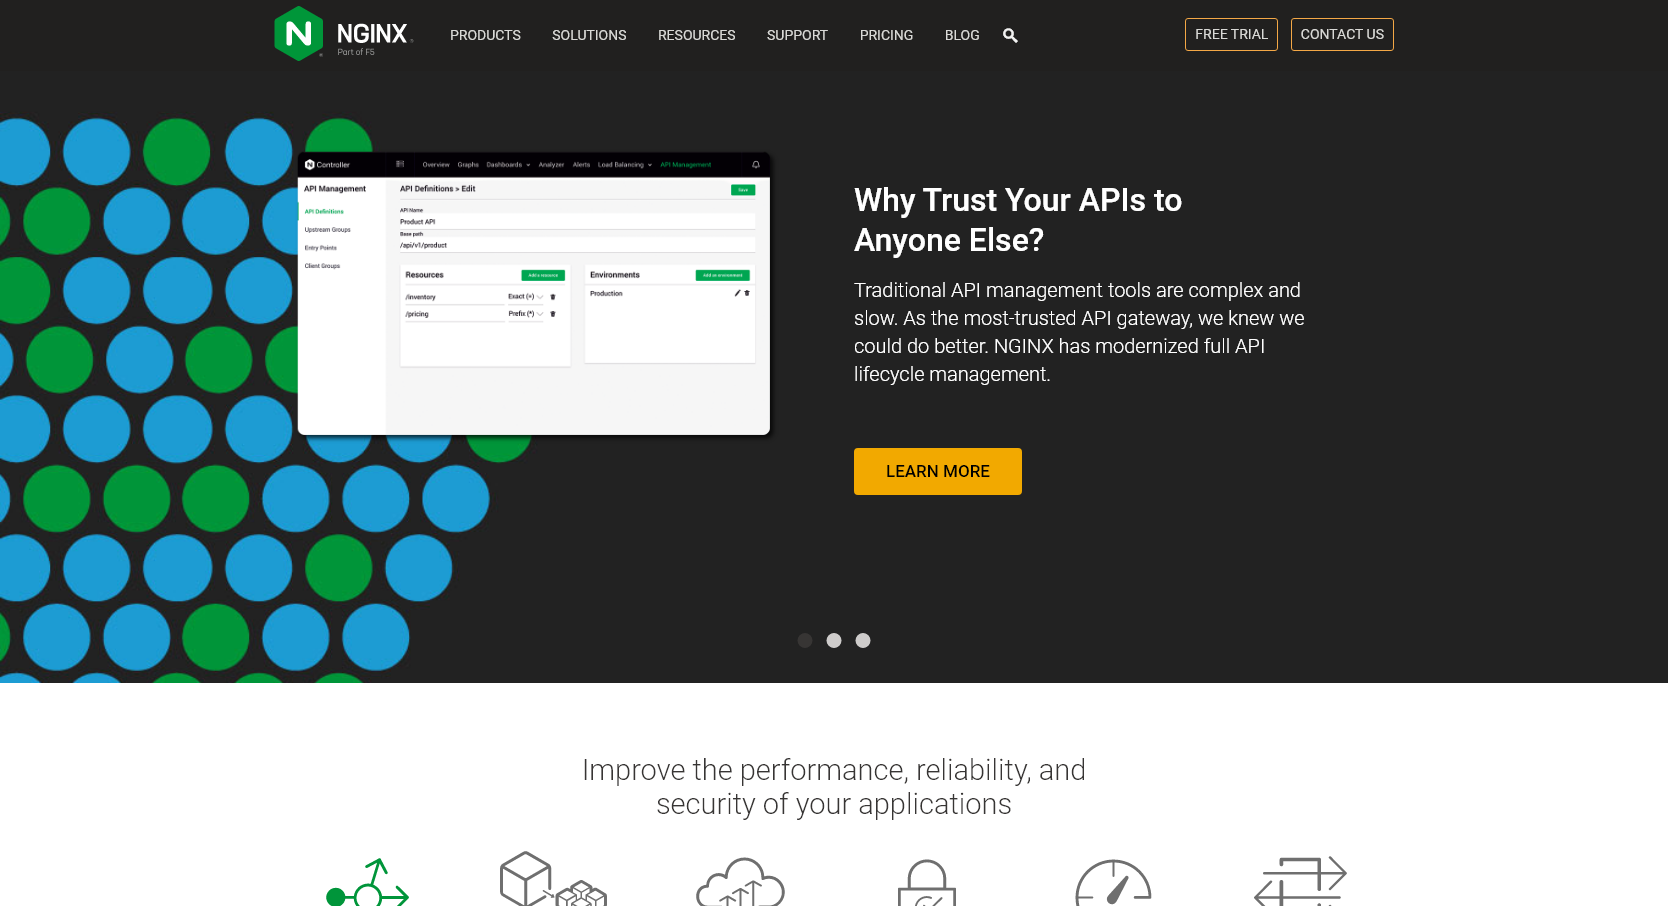 NGINX
Part of F5
PRODUCTS
SOLUTIONS
RESOURCES
SUPPORT
PRICING
BLOG
FREE TRIAL
CONTACT US
N Controller
Overview
Graphs
Dashboards
Analyzer
Alerts
Load Balancing
API Management
API Management
API Definitions
Upstream Groups
Entry Points
Client Groups
API Definitions > Edit
Save
API Name
Product API
Base path
/api/v1/product
Resources
Add a resource
/inventory
Exact (=)
/pricing
Prefix (*)
Environments
Add an environment
Production
Why Trust Your APIs to
Anyone Else?
Traditional API management tools are complex and
slow. As the most-trusted API gateway, we knew we
could do better. NGINX has modernized full API
lifecycle management.
LEARN MORE
Improve the performance, reliability, and
security of your applications